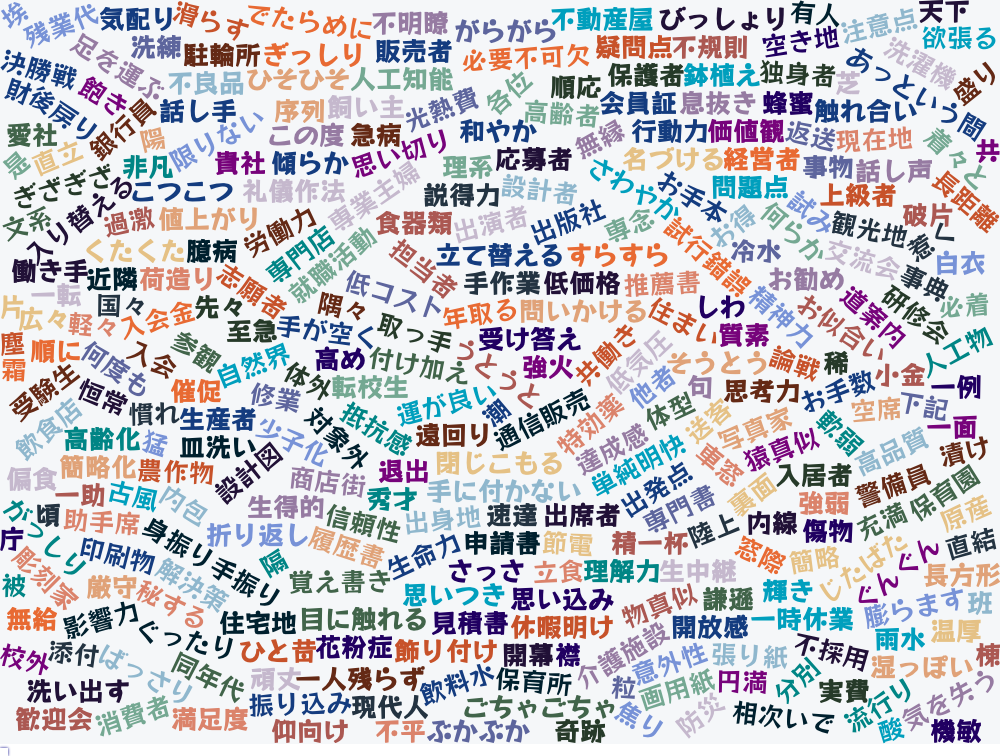 埃
残業代
気配り
滑らす
でたらめに
不明瞭
がらがら
不動産屋
びっしょり
有人
注意点
天下
欲張る
足を運ぶ
洗練
駐輪所
ぎっしり
販売者
必要不可欠
疑問点
不規則
空き地
洗濯機
盛り
決勝戦
飽き
不良品
ひそひそ
人工知能
順応
保護者
鉢植え
独身者
芝
あっという間
財後戻り
銀行員
話し手
序列
飼い主
光熱費
各位
高齢者
会員証
息抜き
蜂蜜
触れ合い
愛社
陽
限りない
この度
急病
思い切り
和やか
無縁
行動力
価値観
返送
現在地
着々と
共
是
直立
非凡
貴社
傾らか
理系
応募者
名づける
経営者
事物
話し声
長距離
ぎざぎざ
こつこつ
礼儀作法
専業主婦
説得力
設計者
さわやか
お手本
問題点
試み
上級者
破片
文系
入り替える
過激
値上がり
労働力
食器類
出演者
出版社
専念
お得
何らか
観光地
急く
くたくた
臆病
専門店
就職活動
担当者
立て替える
すらすら
試行錯誤
冷水
交流会
白衣
働き手
近隣
荷造り
志願者
低コスト
手作業
低価格
推薦書
お勧め
事典
一転
国々
先々
隅々
年取る
問いかける
住まい
しわ
精神力
お似合い
道案内
研修会
必着
片
広々
軽々
入会金
至急
手が空く
取っ手
受け答え
共働き
質素
人工物
塵
順に
何度も
入会
参観
自然界
高め
付け加え
うとうと
強火
低気圧
そうとう
論戦
稀
小金
霜
受験生
恒常
催促
体外
転校生
他者
句
思考力
お手数
一例
修業
運が良い
潮
通信販売
特効薬
体型
送客
写真家
空席
下記
飲食店
慣れ
生産者
少子化
対象外
抵抗感
遠回り
達成感
単純明快
車窓
猿真似
軟弱
高品質
一面
高齢化
猛
皿洗い
設計図
退出
閉じこもる
入居者
警備員
漬け
偏食
簡略化
農作物
商店街
秀才
手に付かない
出発点
専門書
裏面
強弱
充満
保育園
原産
一助
古風
内包
生得的
信頼性
出身地
速達
出席者
陸上
内線
傷物
がっしり
頃
助手席
身振り手振り
折り返し
履歴書
生命力
申請書
節電
精一杯
窓際
簡略
じたばた
ぐんぐん
直結
庁
印刷物
解決策
隔
覚え書き
さっさ
立食
理解力
生中継
輝き
長方形
彫刻家
被
厳守
秘する
思いつき
思い込み
物真似
謙遜
膨らます
班
無給
影響力
ぐったり
住宅地
目に触れる
見積書
休暇明け
開放感
一時休業
雨水
温厚
校外
添付
ばっさり
同年代
ひと昔
花粉症
飾り付け
開幕
襟
介護施設
意外性
張り紙
不採用
湿っぽい
棟
洗い出す
頑丈
一人残らず
飲料水
保育所
粒
画用紙
円満
分別
実費
流行り
気を失う
歓迎会
消費者
満足度
振り込み
現代人
ごちゃごちゃ
焦り
防災
相次いで
酸
機敏
仰向け
不平
ぶかぶか
奇跡